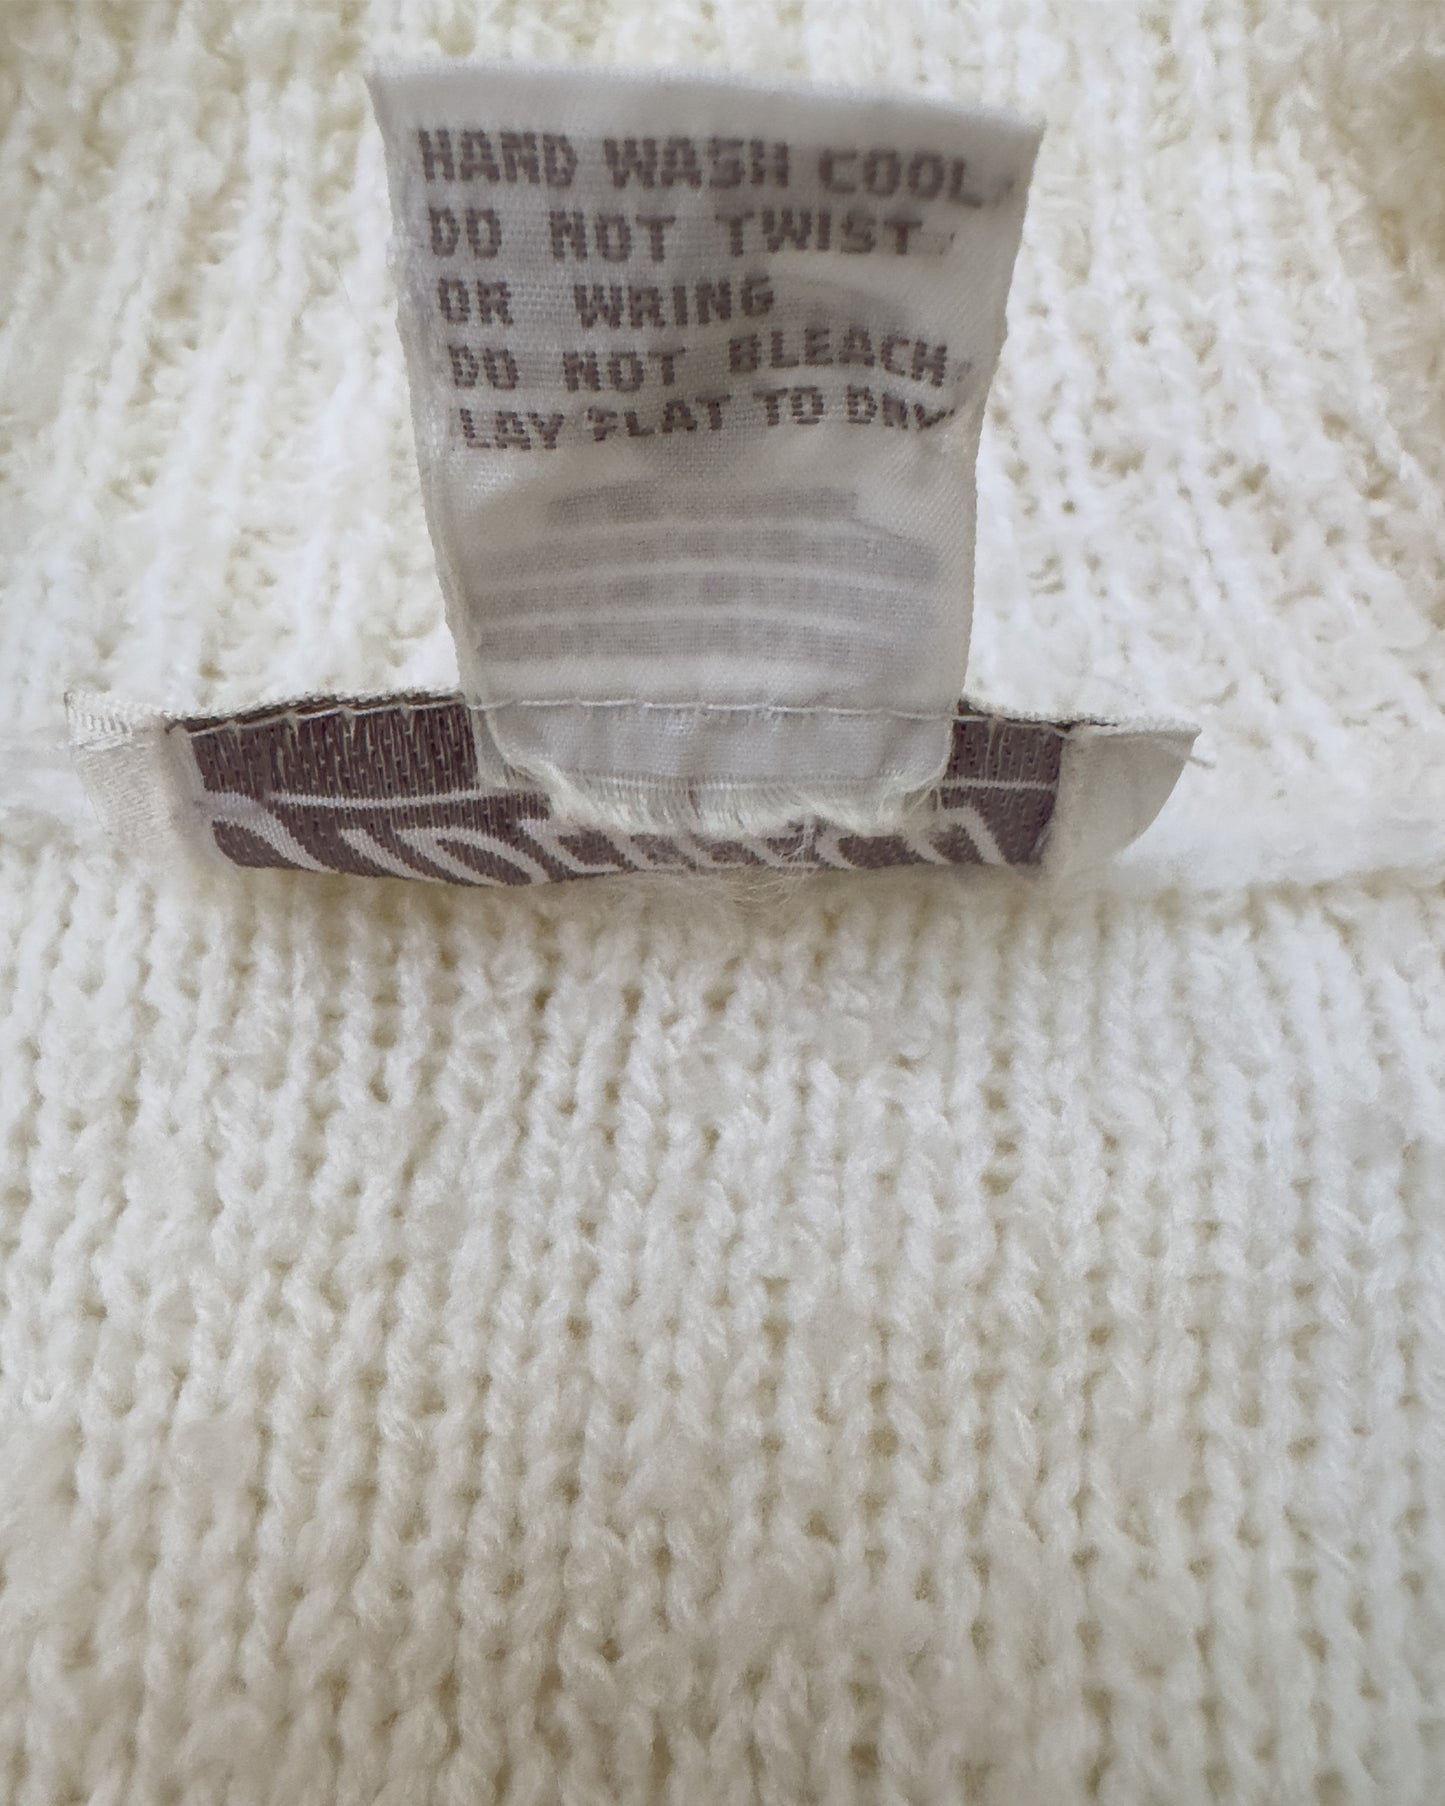 HAND WASH COOL
DO NOT TWIST
OR WRING
DO NOT BLEACH
LAY FLAT TO DRY